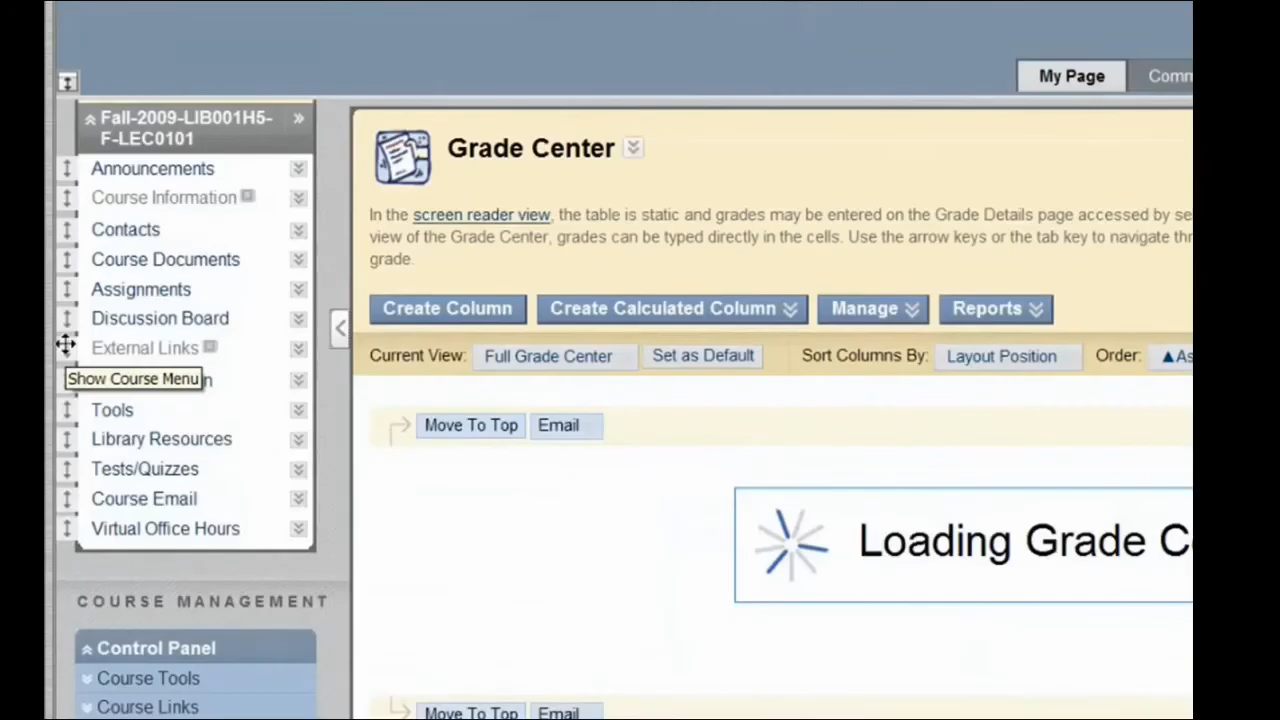 My Page
Fall-2009-LIB001H5-
F-LEC0101
Announcements
Course Information
Contacts
Course Documents
Assignments
Discussion Board
External Links
Show Course Menu
Tools
Library Resources
Tests/Quizzes
Course Email
Virtual Office Hours
COURSE MANAGEMENT
Control Panel
Course Tools
Course Links
Grade Center
In the screen reader view, the table is static and grades may be entered on the Grade Details page accessed by se
view of the Grade Center, grades can be typed directly in the cells. Use the arrow keys or the tab key to navigate thr
grade.
Create Column Create Calculated Column Manage Reports
Current View: Full Grade Center Set as Default Sort Columns By: Layout Position Order: As
Move To Top Email
Loading Grade C
Move To Top Email